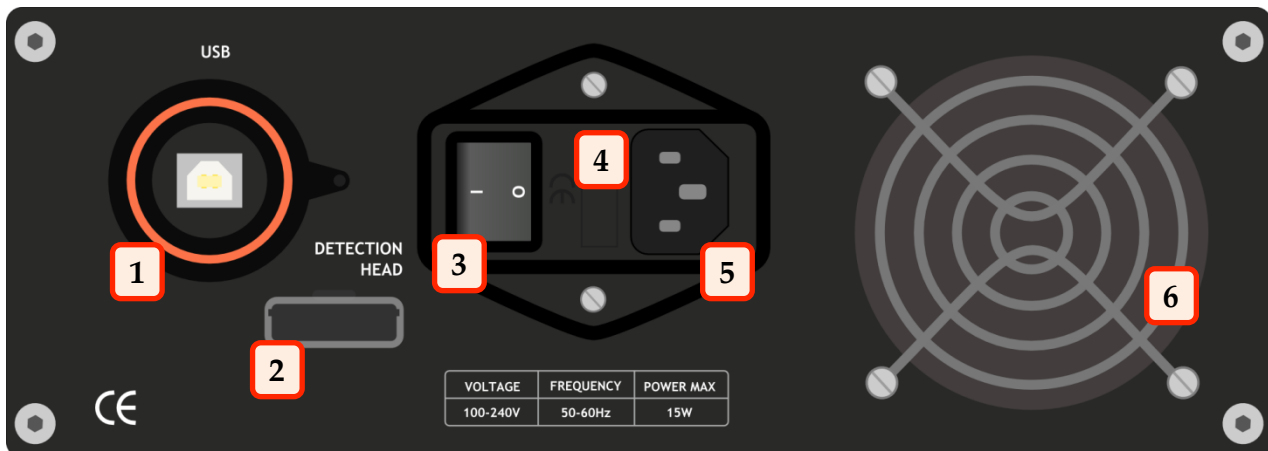 USB
1
DETECTION
HEAD
2
I O
3
CE
4
5
6
CE
VOLTAGE FREQUENCY POWER MAX
100-240V 50-60Hz 15W